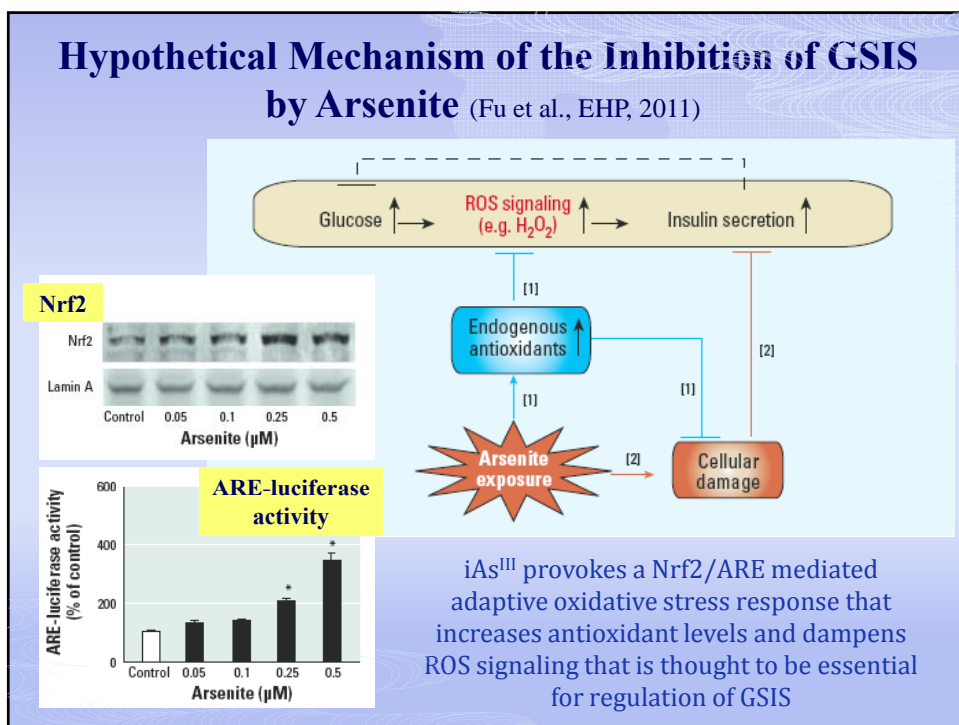 Hypothetical Mechanism of the Inhibition of GSIS
by Arsenite (Fu et al., EHP, 2011)
Glucose
ROS signaling
(e.g. H₂O₂)
Insulin secretion
[1]
Endogenous
antioxidants
[2]
[1]
[1]
Arsenite
exposure
[2]
Cellular
damage
Nrf2
Nrf2
Lamin A
Control 0.05 0.1 0.25 0.5
Arsenite (µM)
ARE-luciferase
activity
ARE-luciferase activity
(% of control)
600
400
200
0
*
*
Control 0.05 0.1 0.25 0.5
Arsenite (µM)
iAsᴵᴵᴵ provokes a Nrf2/ARE mediated
adaptive oxidative stress response that
increases antioxidant levels and dampens
ROS signaling that is thought to be essential
for regulation of GSIS